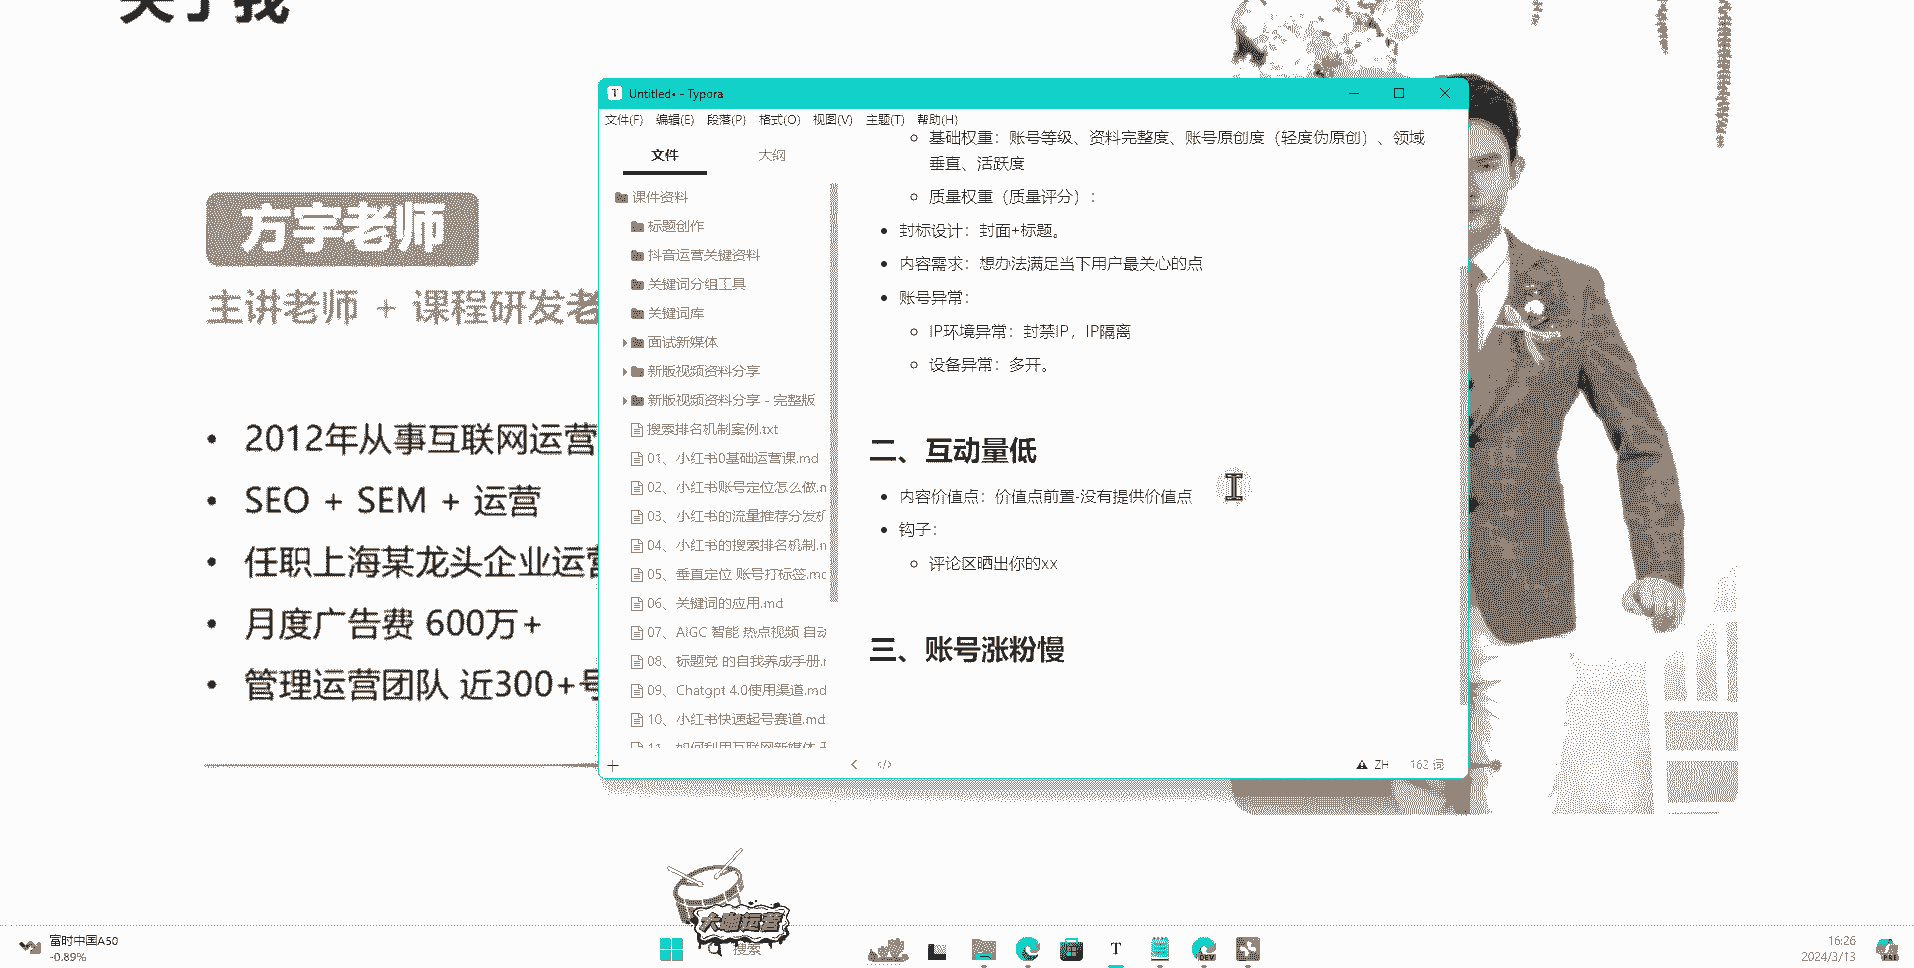 关于我
方宇老师
主讲老师 + 课程研发老
2012年从事互联网运营
SEO + SEM + 运营
任职上海某龙头企业运营
月度广告费 600万+
管理运营团队 近300+号
Untitled• - Typora
文件(F) 编辑(E) 段落(P) 格式(O) 视图(V) 主题(T) 帮助(H)
文件 大纲
课件资料
标题创作
抖音运营关键资料
关键词分组工具
关键词库
面试新媒体
新版视频资料分享
新版视频资料分享 - 完整版
搜索排名机制案例.txt
01、小红书0基础运营课.md
02、小红书账号定位怎么做.n
03、小红书的流量推荐分发机
04、小红书的搜索排名机制.n
05、垂直定位 账号打标签.mc
06、关键词的应用.md
07、AIGC 智能 热点视频 自动
08、标题党 的自我养成手册.r
09、Chatgpt 4.0使用渠道.md
10、小红书快速起号赛道.md
11、如何利用互联网新媒体
基础权重：账号等级、资料完整度、账号原创度（轻度伪原创）、领域
垂直、活跃度
质量权重（质量评分）：
封标设计：封面+标题。
内容需求：想办法满足当下用户最关心的点
账号异常：
IP环境异常：封禁IP，IP隔离
设备异常：多开。
二、互动量低
内容价值点：价值点前置-没有提供价值点
钩子：
评论区晒出你的xx
三、账号涨粉慢
ZH 162 词
大咖运营
富时中国A50
-0.89%
搜索
T
DEV
16:26
2024/3/13
PRE